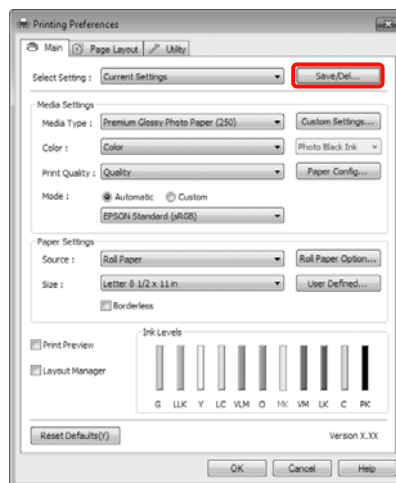 Printing Preferences
Main Page Layout Utility
Select Setting : Current Settings Save/Del...
Media Settings
Media Type : Premium Glossy Photo Paper (250) Custom Settings...
Color : Color Photo Black Ink
Print Quality : Quality Paper Config...
Mode : Automatic Custom
EPSON Standard (sRGB)
Paper Settings
Source : Roll Paper Roll Paper Option...
Size : Letter 8 1/2 x 11 in User Defined...
Borderless
Ink Levels
Print Preview
Layout Manager
G LLK Y LC VLM O MK VM LK C PK
Reset Defaults(Y) Version X.XX
OK Cancel Help